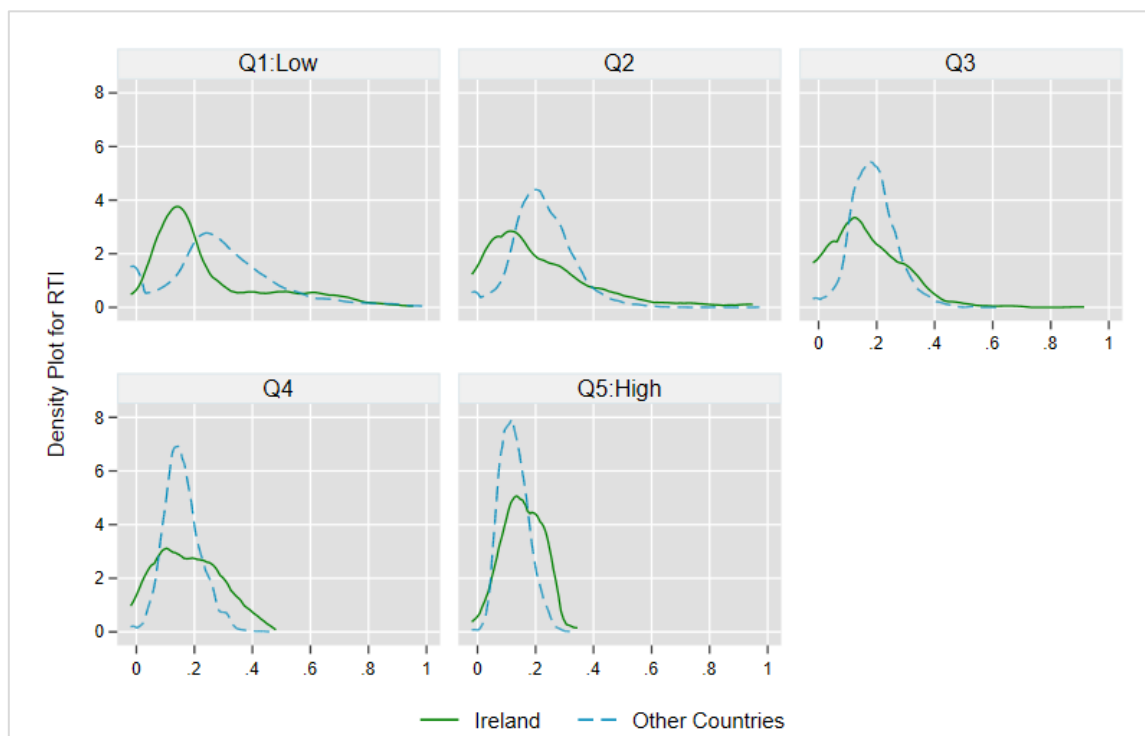 Q1:Low Q2 Q3
8
6
4
2
0
0 .2 .4 .6 .8 1
Q4 Q5:High
8
6
4
2
0
0 .2 .4 .6 .8 1 0 .2 .4 .6 .8 1
Density Plot for RTI
Ireland Other Countries